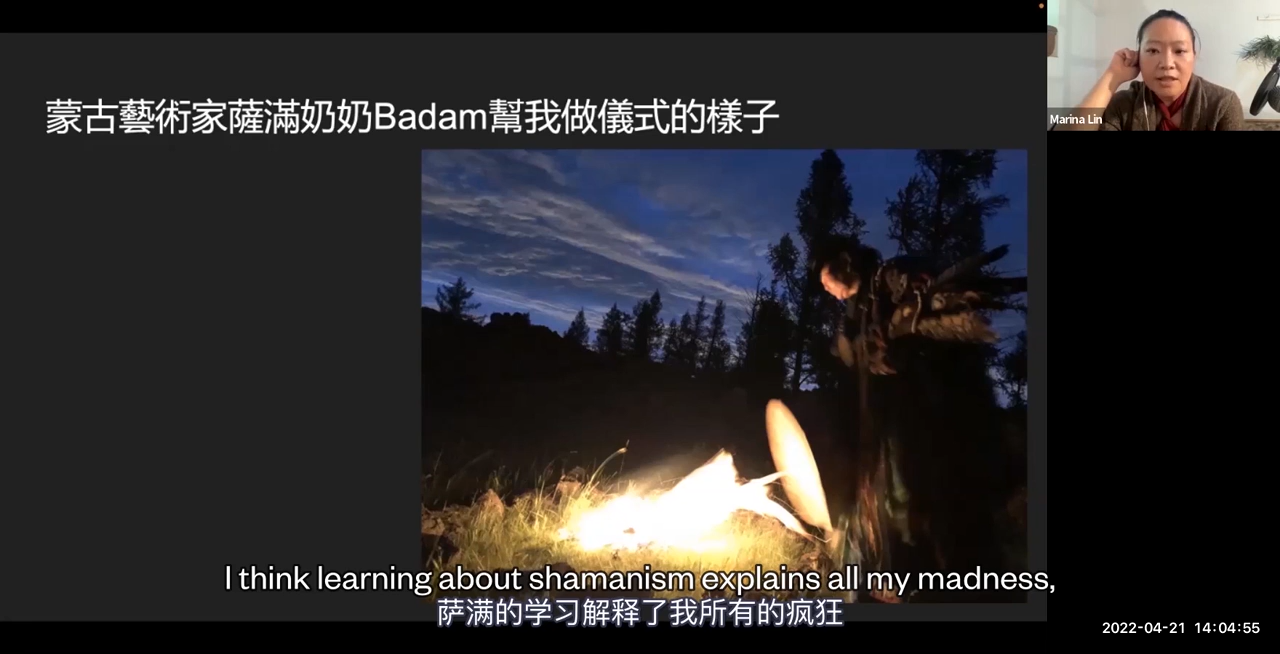 蒙古藝術家薩滿奶奶Badam幫我做儀式的樣子
Marina Lin
I think learning about shamanism explains all my madness,
萨满的学习解释了我所有的疯狂
2022-04-21 14:04:55